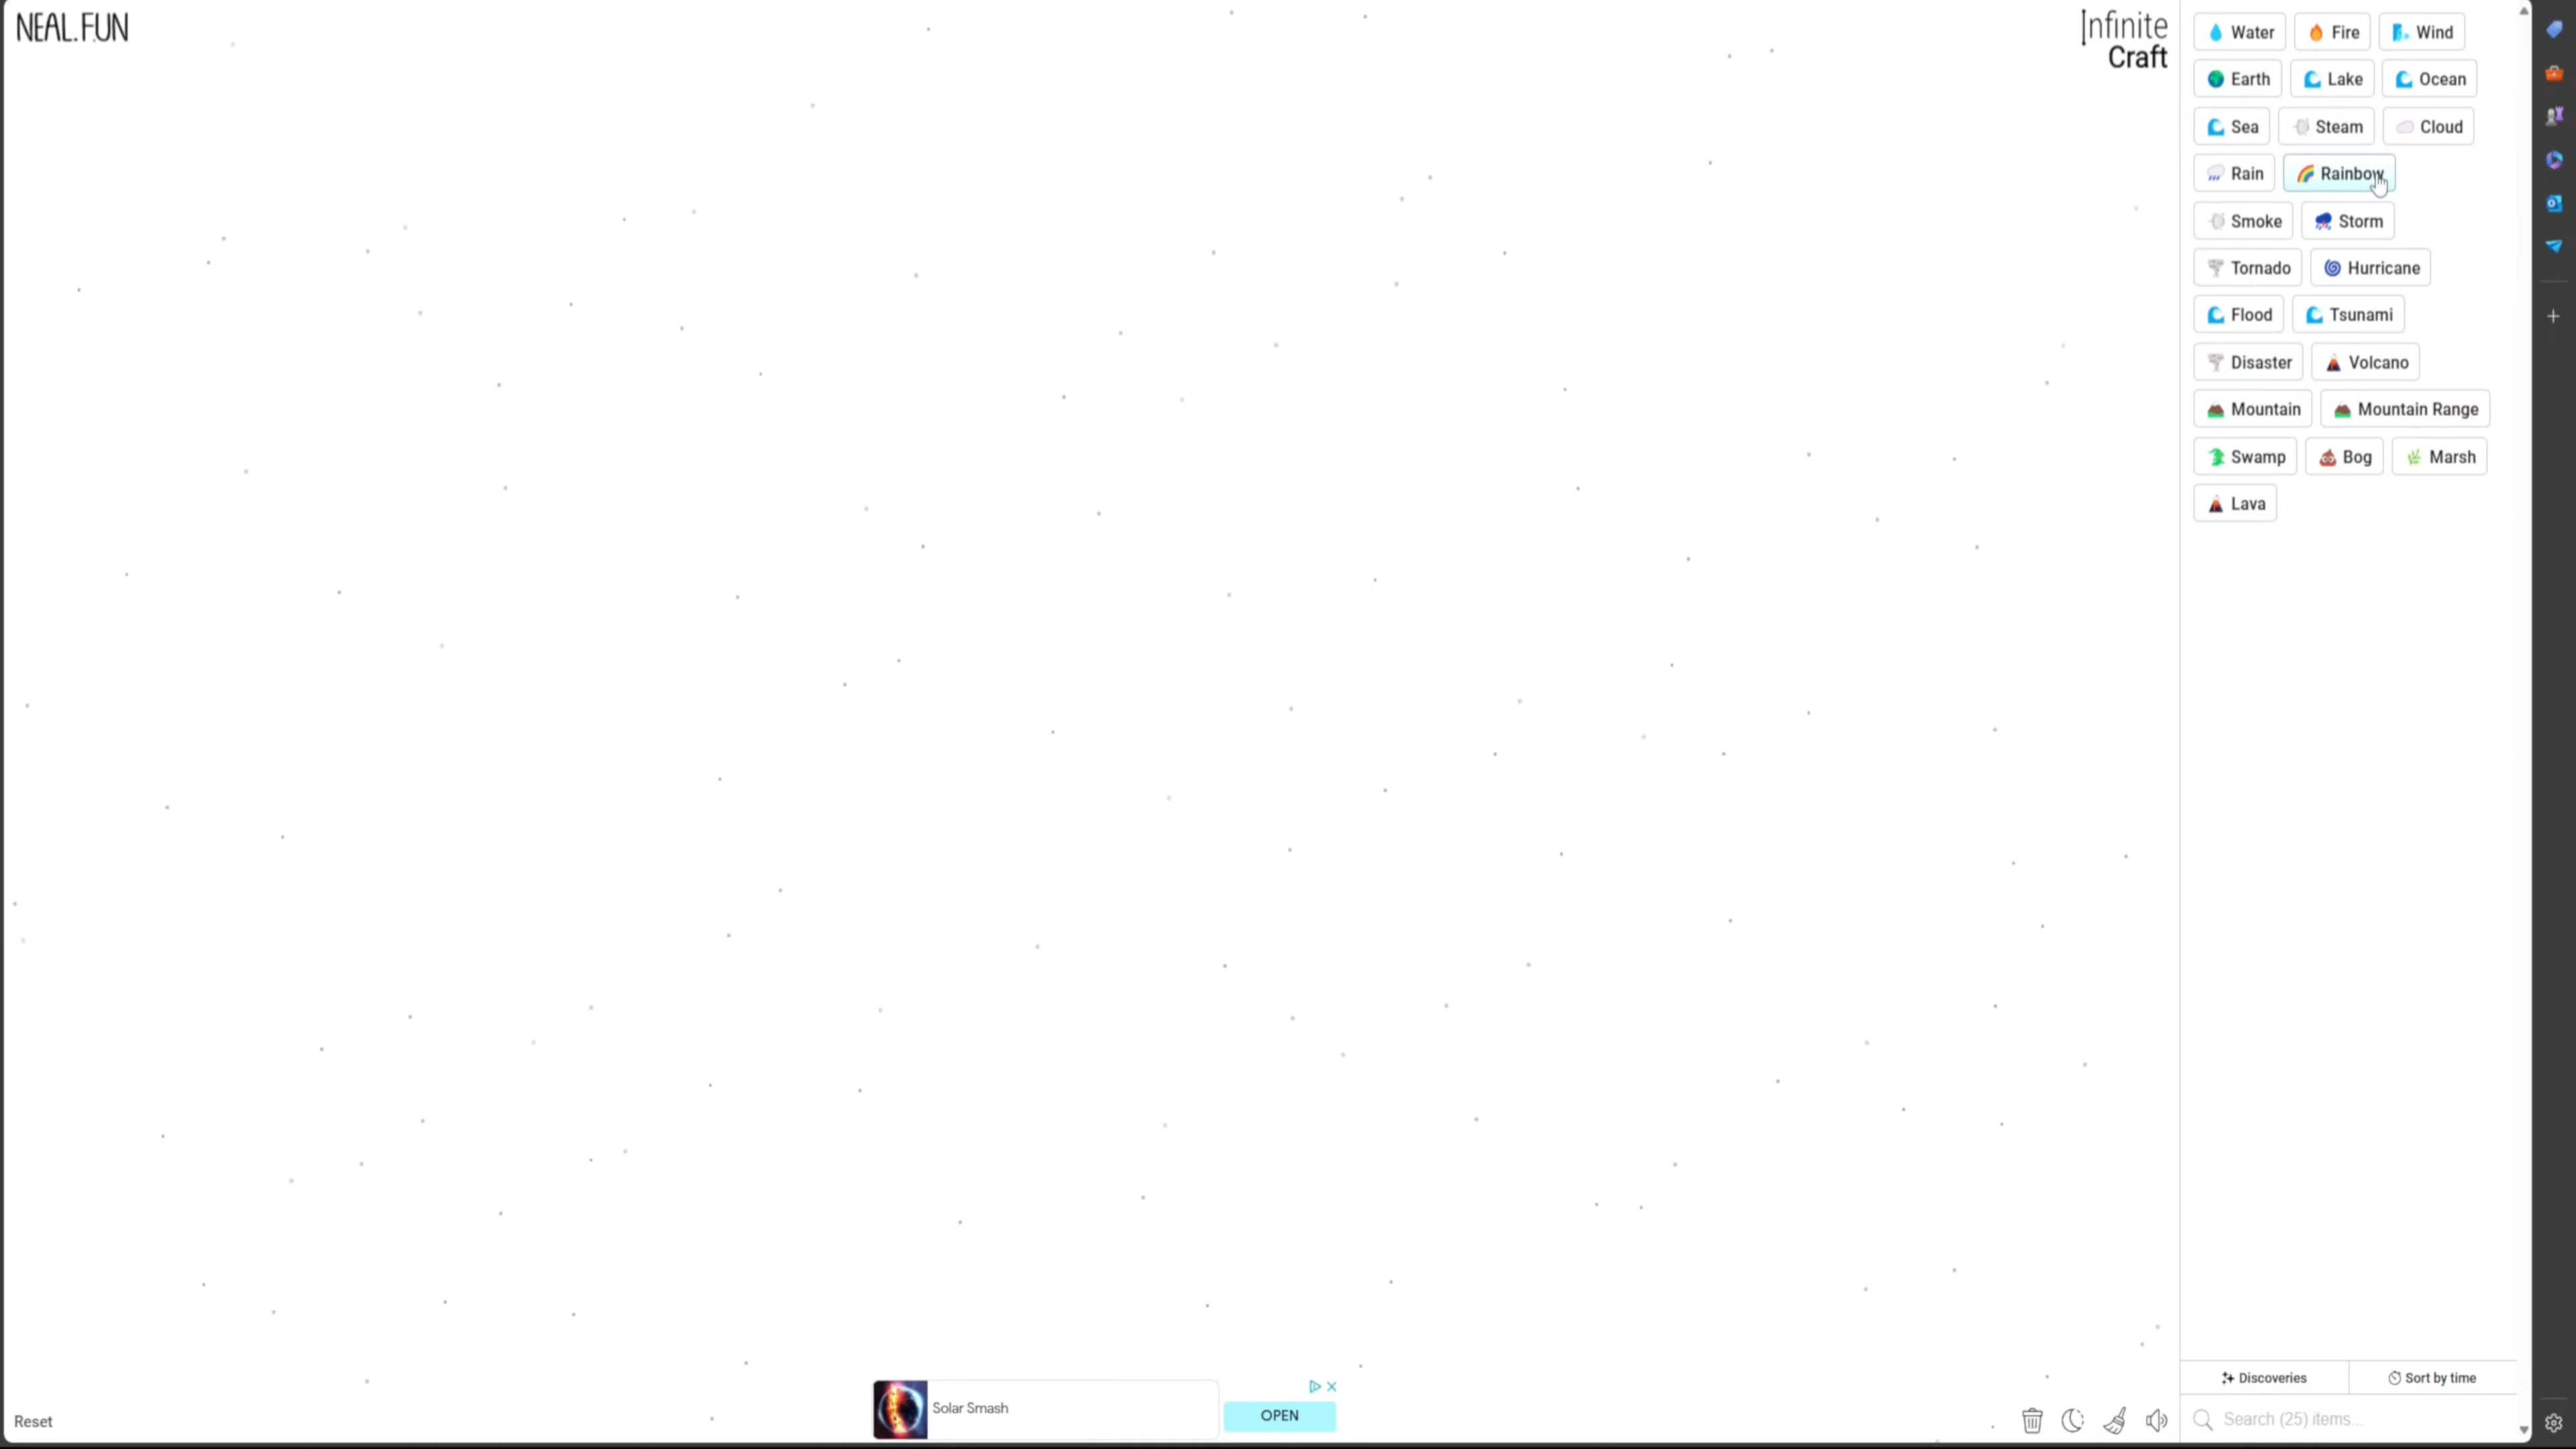 NEAL.FUN
Infinite
Craft
Water Fire Wind
Earth Lake Ocean
Sea Steam Cloud
Rain Rainbow
Smoke Storm
Tornado Hurricane
Flood Tsunami
Disaster Volcano
Mountain Mountain Range
Swamp Bog Marsh
Lava
Solar Smash
OPEN
Reset
Discoveries Sort by time
Search (25) items...